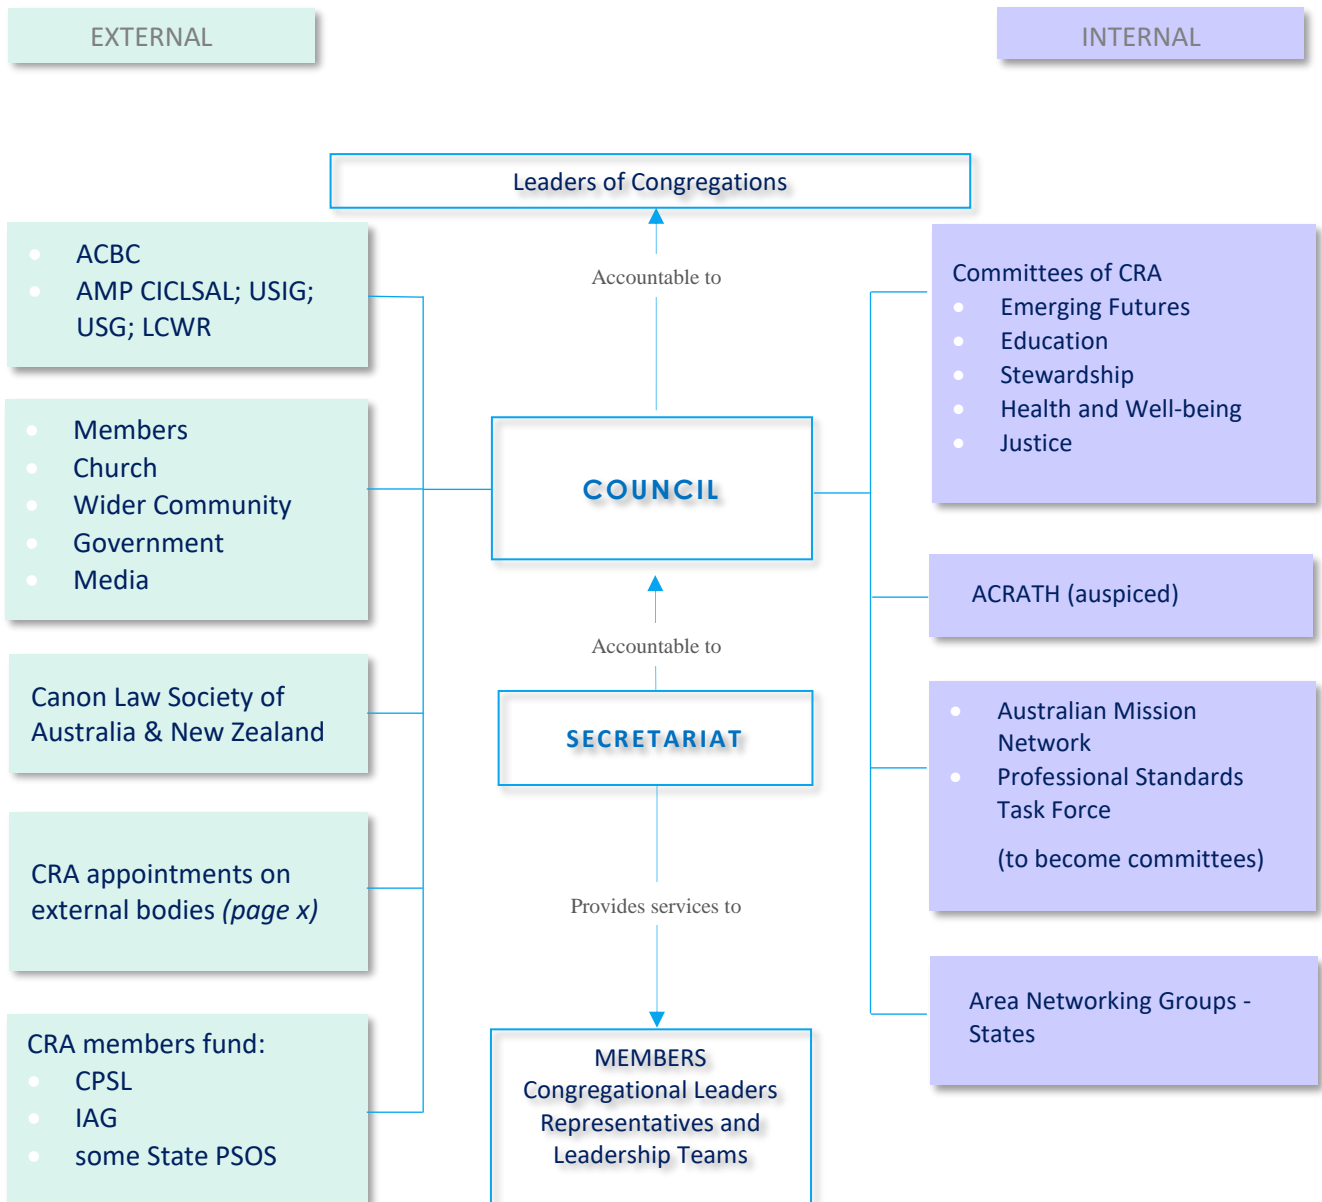 EXTERNAL
INTERNAL
Leaders of Congregations
Accountable to
COUNCIL
Accountable to
SECRETARIAT
Provides services to
MEMBERS
Congregational Leaders
Representatives and
Leadership Teams
ACBC
AMP CICLSAL; USIG;
USG; LCWR
Members
Church
Wider Community
Government
Media
Canon Law Society of
Australia & New Zealand
CRA appointments on
external bodies (page x)
CRA members fund:
CPSL
IAG
some State PSOS
Committees of CRA
Emerging Futures
Education
Stewardship
Health and Well-being
Justice
ACRATH (auspiced)
Australian Mission
Network
Professional Standards
Task Force
(to become committees)
Area Networking Groups -
States